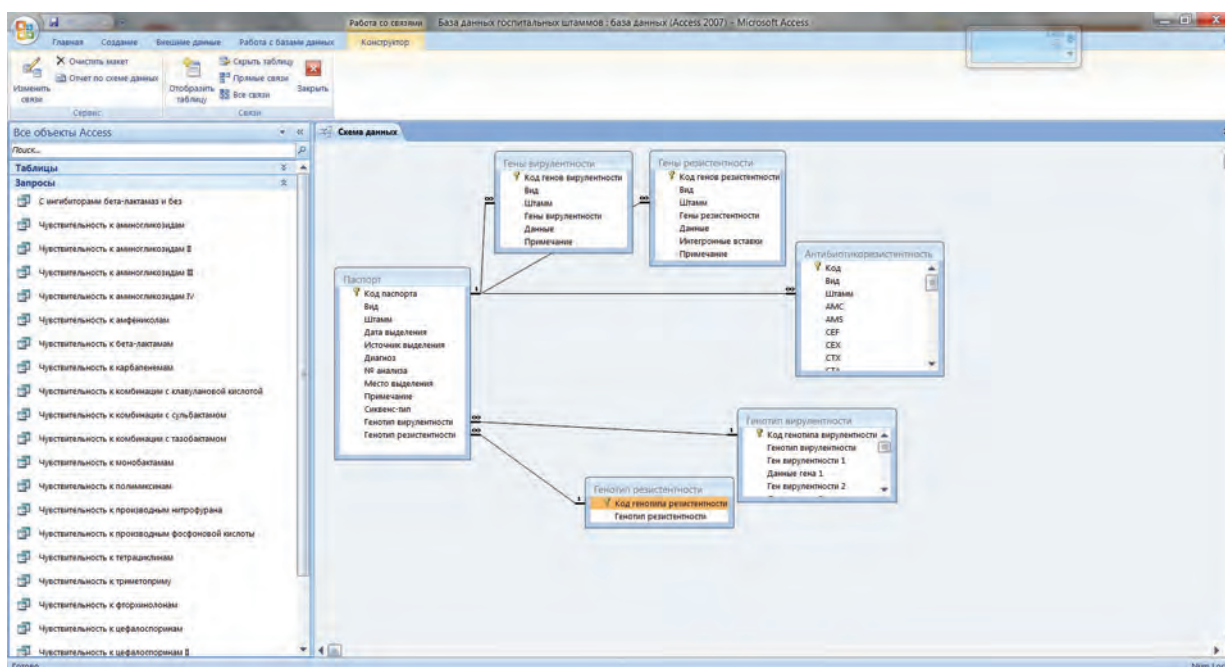 Работа со связями
База данных госпитальных штаммов : база данных (Access 2007) – Microsoft Access
Главная Создание Внешние данные Работа с базами данных Конструктор
Изменить связи
Очистить макет
Отчет по схеме данных
Сервис
Отобразить таблицу
Скрыть таблицу
Прямые связи
Все связи
Закрыть
Связи
Все объекты Access
Поиск...
Таблицы
Запросы
С ингибиторами бета-лактамаз и без
Чувствительность к аминогликозидам
Чувствительность к аминогликозидам II
Чувствительность к аминогликозидам III
Чувствительность к аминогликозидам IV
Чувствительность к амфениколам
Чувствительность к бета-лактамам
Чувствительность к карбапенемам
Чувствительность к комбинации с клавулановой кислотой
Чувствительность к комбинации с сульбактамом
Чувствительность к комбинации с тазобактамом
Чувствительность к монобактамам
Чувствительность к полимиксинам
Чувствительность к производным нитрофурана
Чувствительность к производным фосфоновой кислоты
Чувствительность к тетрациклинам
Чувствительность к триметоприму
Чувствительность к фторхинолонам
Чувствительность к цефалоспоринам
Чувствительность к цефалоспоринам II
Схема данных
Гены вирулентности
Код генов вирулентности
Вид
Штамм
Гены вирулентности
Данные
Примечание
Гены резистентности
Код генов резистентности
Вид
Штамм
Гены резистентности
Данные
Интегронные вставки
Примечание
Антибиотикорезистентность
Код
Вид
Штамм
AMC
AMS
CEF
CEX
CTX
Паспорт
Код паспорта
Вид
Штамм
Дата выделения
Источник выделения
Диагноз
№ анализа
Место выделения
Примечание
Сиквенс-тип
Генотип вирулентности
Генотип резистентности
1
∞
∞
∞
∞
∞
1
1
Генотип вирулентности
Код генотипа вирулентности
Генотип вирулентности
Ген вирулентности 1
Данные гена 1
Ген вирулентности 2
Генотип резистентности
Код генотипа резистентности
Генотип резистентности
Готово
Num Loc